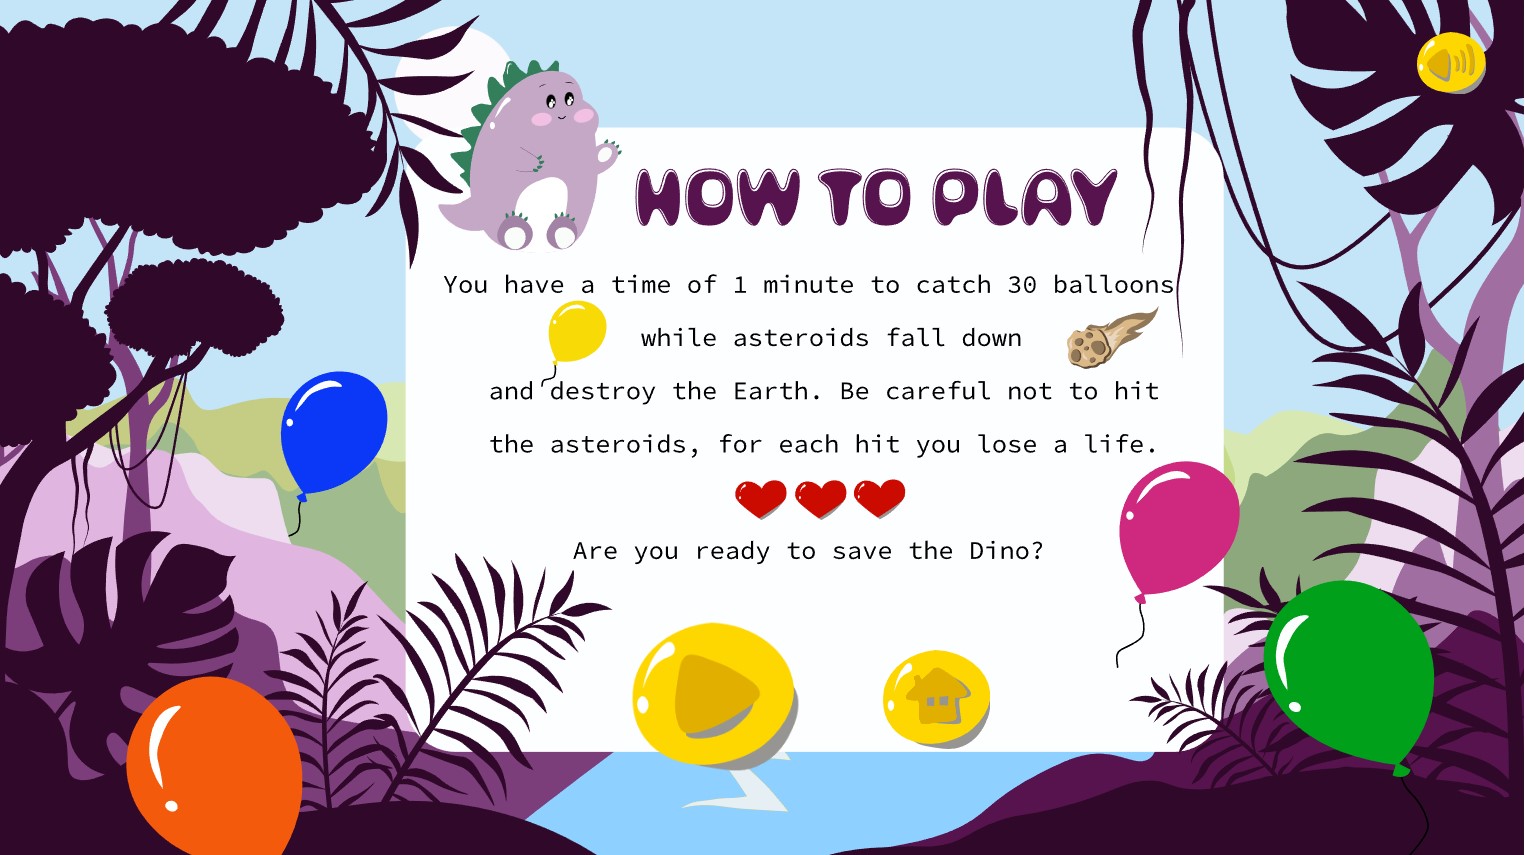 HOW TO PLAY
You have a time of 1 minute to catch 30 balloons
while asteroids fall down
and destroy the Earth. Be careful not to hit
the asteroids, for each hit you lose a life.
Are you ready to save the Dino?